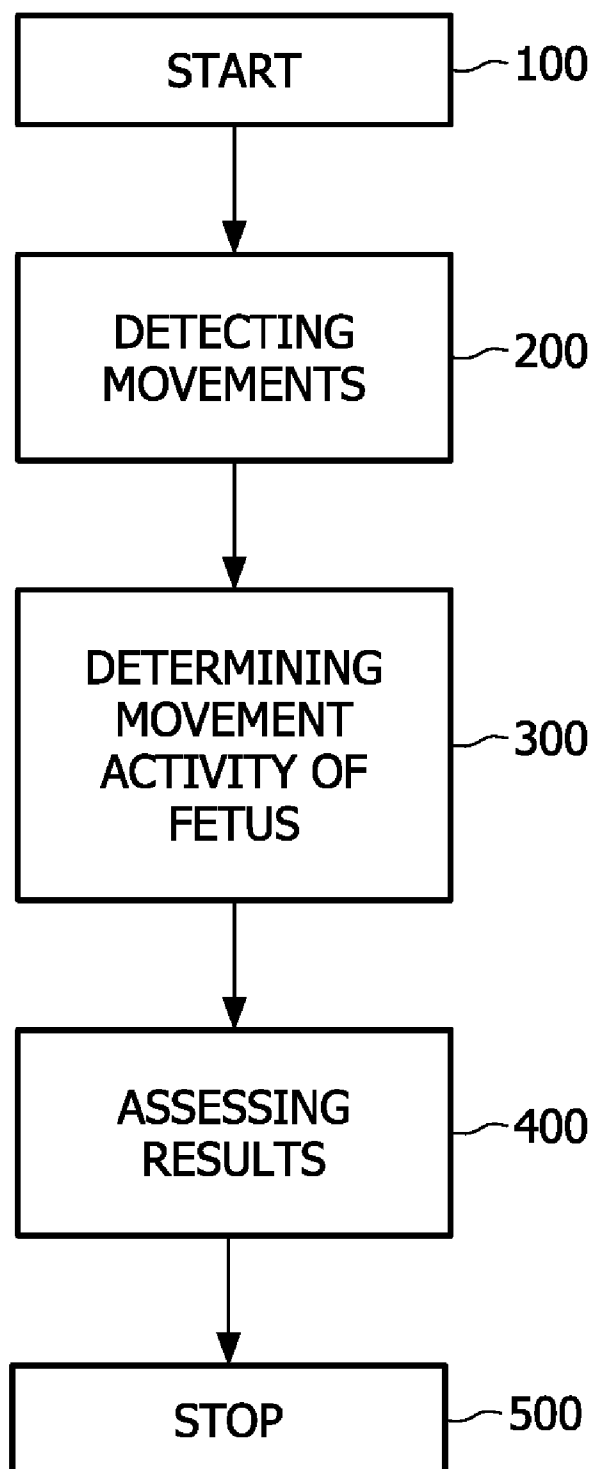 START
100
DETECTING
MOVEMENTS
200
DETERMINING
MOVEMENT
ACTIVITY OF
FETUS
300
ASSESSING
RESULTS
400
STOP
500